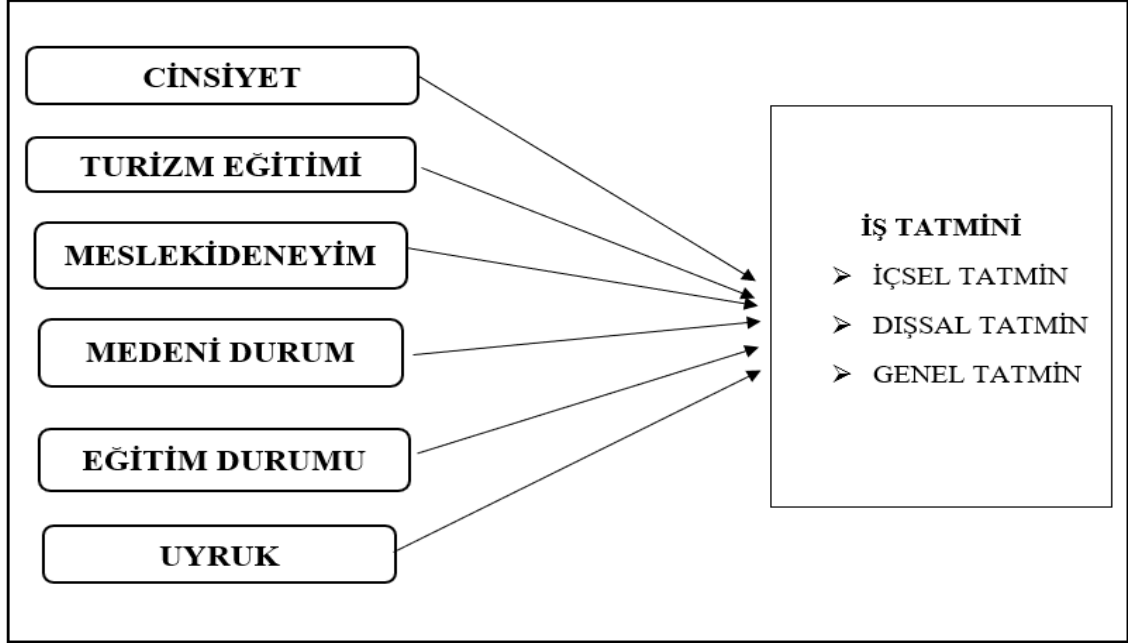 CİNSİYET
TURİZM EĞİTİMİ
MESLEKİDENEYİM
MEDENİ DURUM
EĞİTİM DURUMU
UYRUK
İŞ TATMİNİ
➢ İÇSEL TATMİN
➢ DIŞSAL TATMİN
➢ GENEL TATMİN